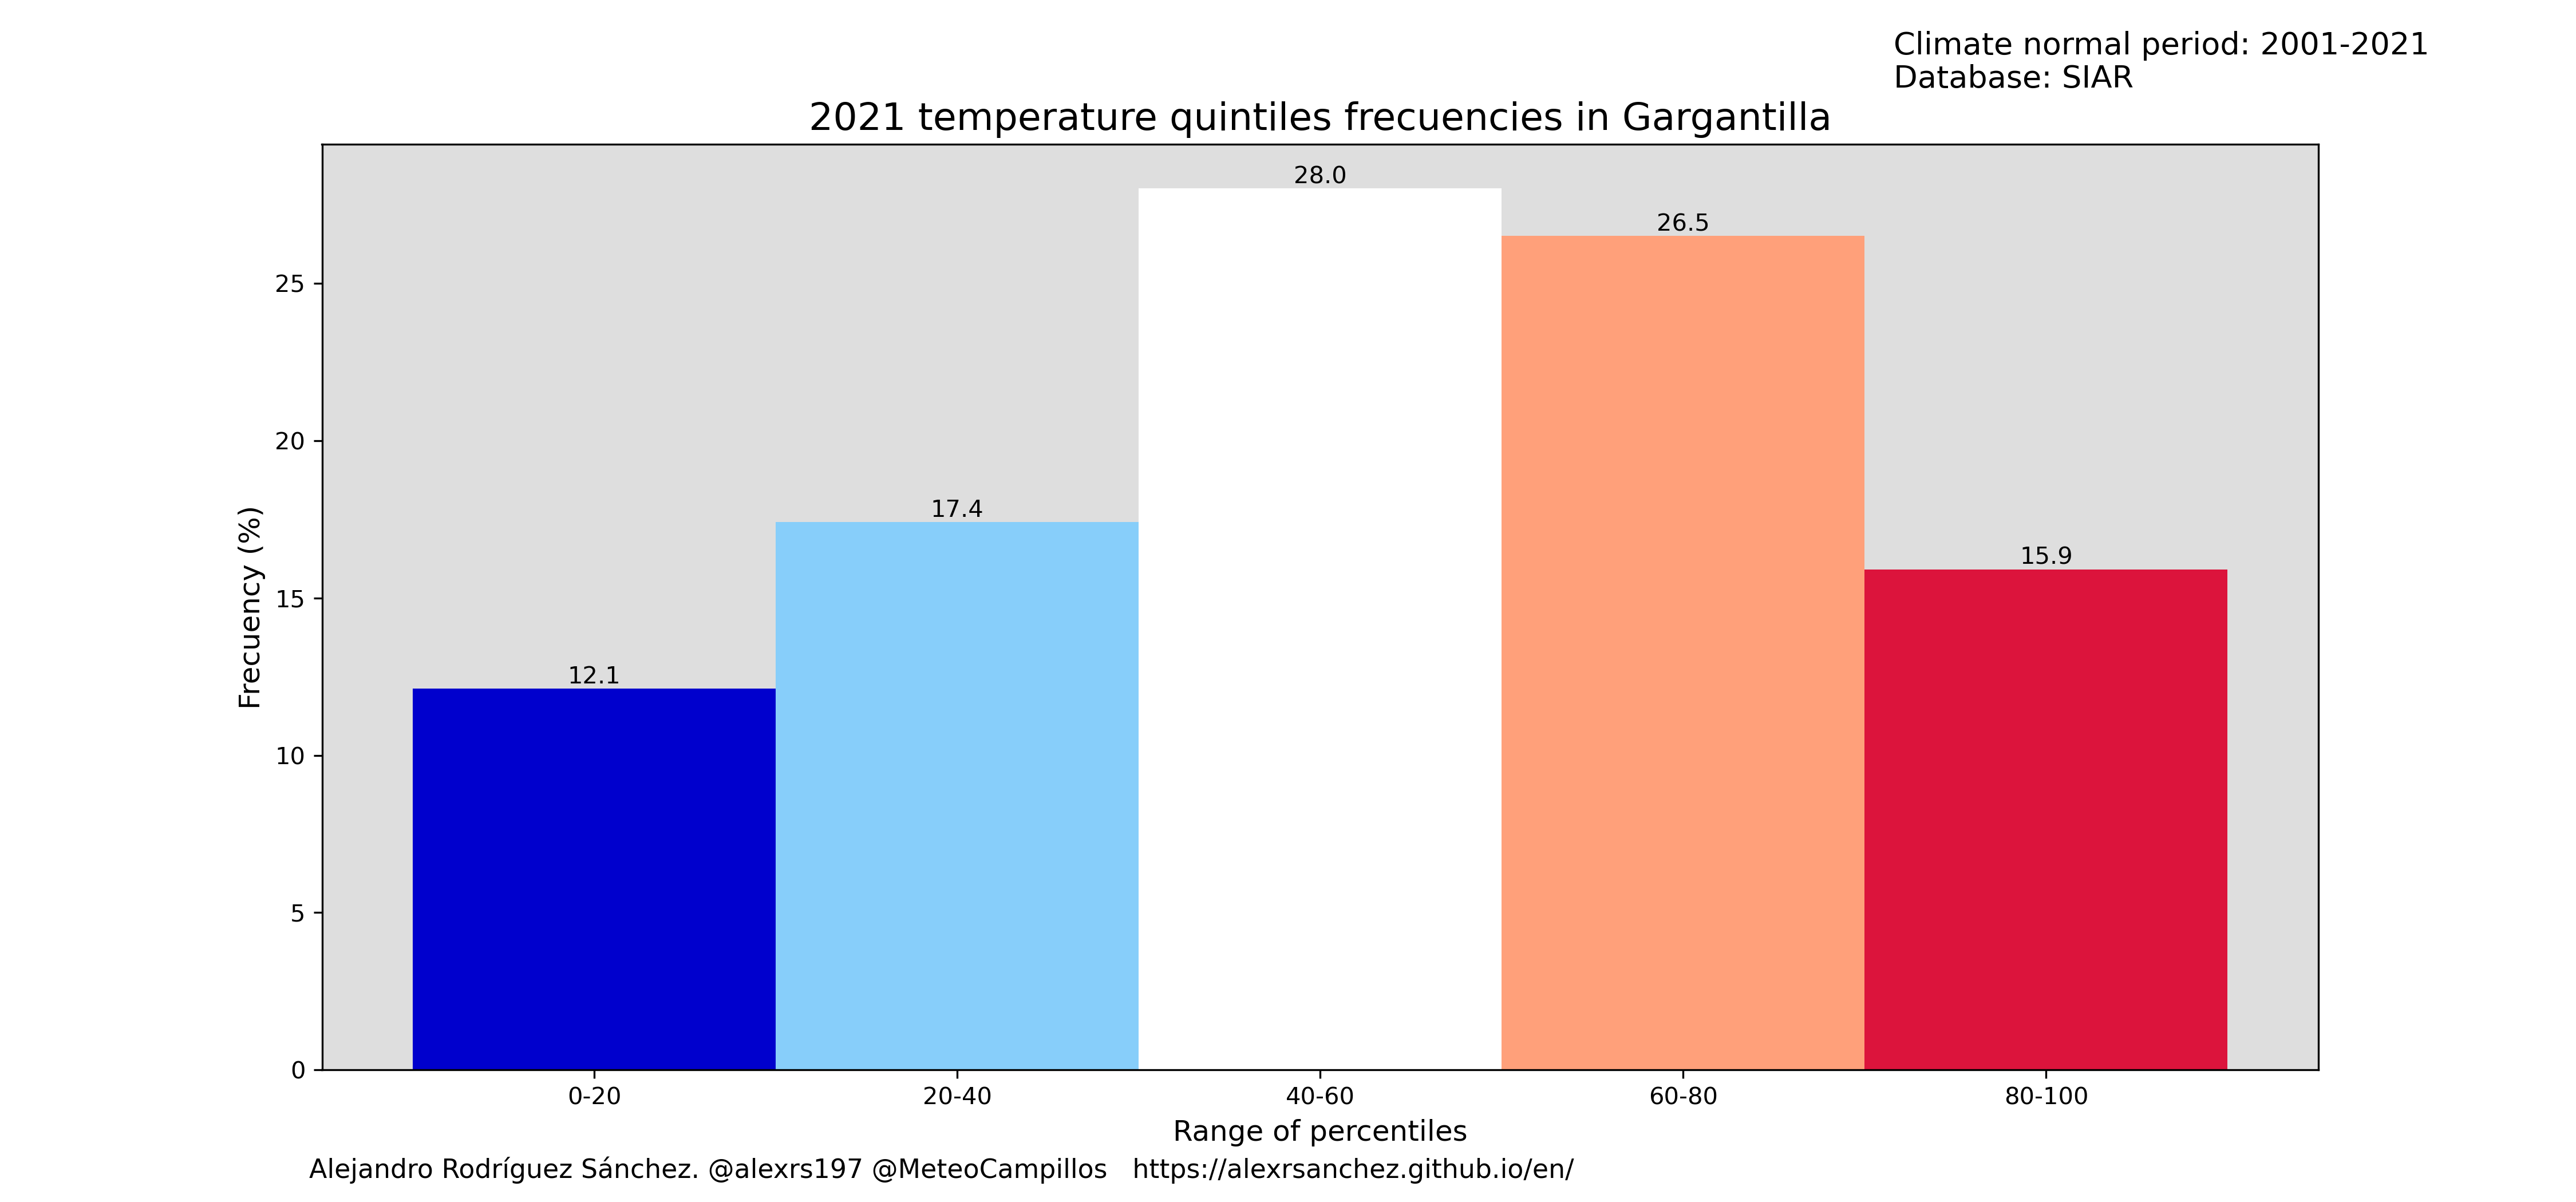 Climate normal period: 2001-2021
Database: SIAR
2021 temperature quintiles frecuencies in Gargantilla
28.0
26.5
25
20
17.4
15.9
15
12.1
10
5
0
Frecuency (%)
0-20 20-40 40-60 60-80 80-100
Range of percentiles
Alejandro Rodríguez Sánchez. @alexrs197 @MeteoCampillos https://alexrsanchez.github.io/en/